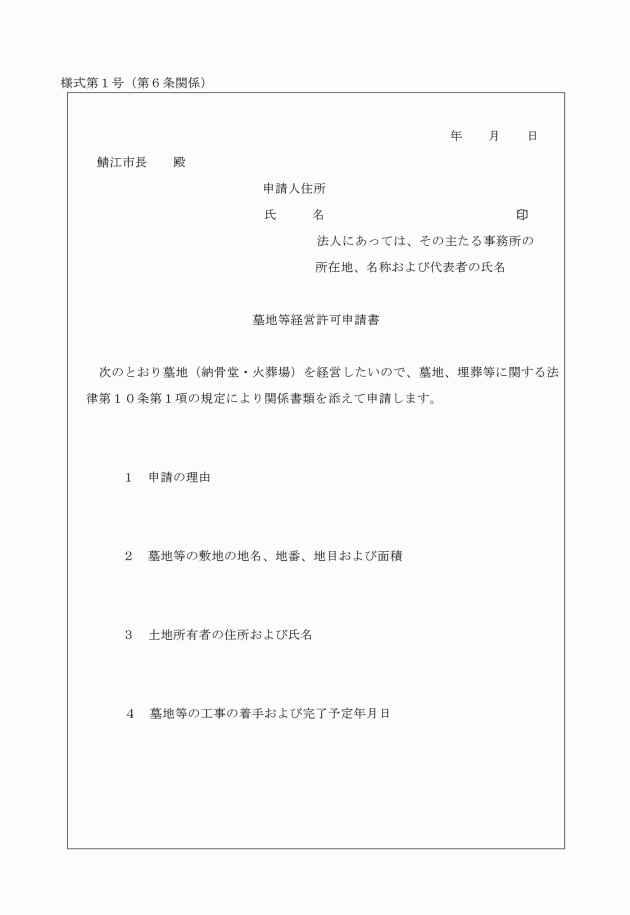 様式第１号（第６条関係）
年　　月　　日
鯖江市長　　殿
申請人住所
氏　　　名　　　　　　　　　　　　　　　印
法人にあっては、その主たる事務所の
所在地、名称および代表者の氏名
墓地等経営許可申請書
次のとおり墓地（納骨堂・火葬場）を経営したいので、墓地、埋葬等に関する法
律第１０条第１項の規定により関係書類を添えて申請します。
１　申請の理由
２　墓地等の敷地の地名、地番、地目および面積
３　土地所有者の住所および氏名
４　墓地等の工事の着手および完了予定年月日